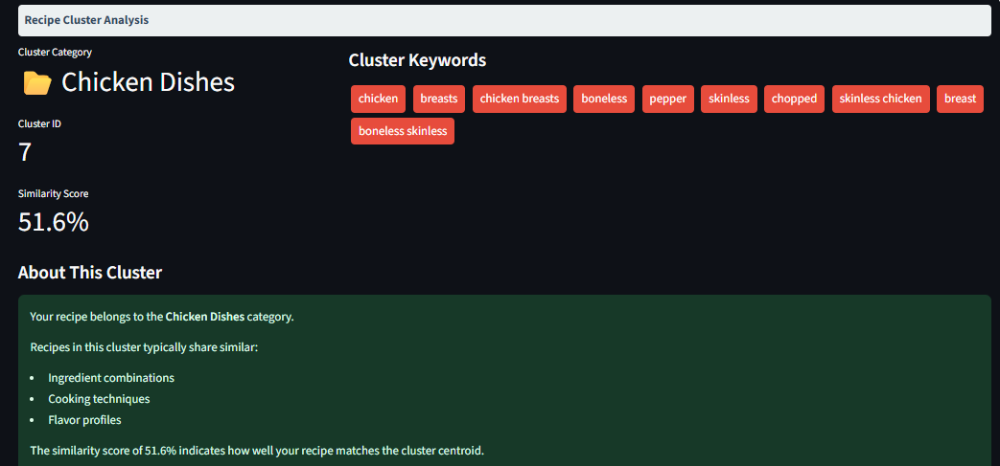 Recipe Cluster Analysis
Cluster Category
Chicken Dishes
Cluster ID
7
Similarity Score
51.6%
Cluster Keywords
chicken breasts chicken breasts boneless pepper skinless chopped skinless chicken breast
boneless skinless
About This Cluster
Your recipe belongs to the Chicken Dishes category.
Recipes in this cluster typically share similar:
• Ingredient combinations
• Cooking techniques
• Flavor profiles
The similarity score of 51.6% indicates how well your recipe matches the cluster centroid.